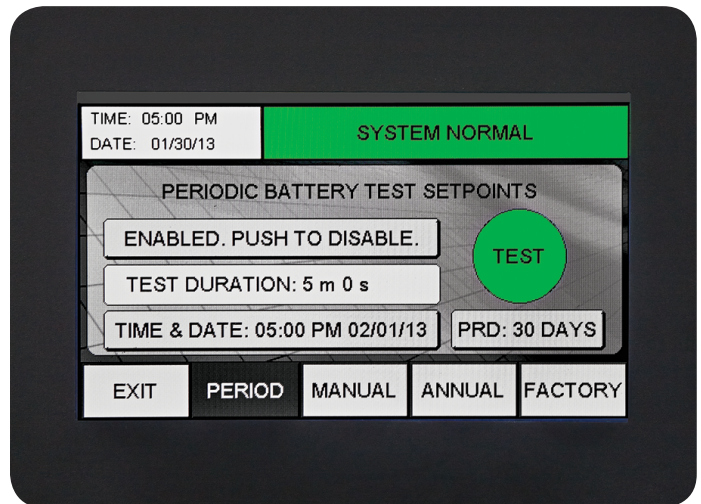 TIME: 05:00 PM
DATE: 01/30/13
SYSTEM NORMAL
PERIODIC BATTERY TEST SETPOINTS
ENABLED. PUSH TO DISABLE.
TEST
TEST DURATION: 5 m 0 s
TIME & DATE: 05:00 PM 02/01/13
PRD: 30 DAYS
EXIT
PERIOD
MANUAL
ANNUAL
FACTORY